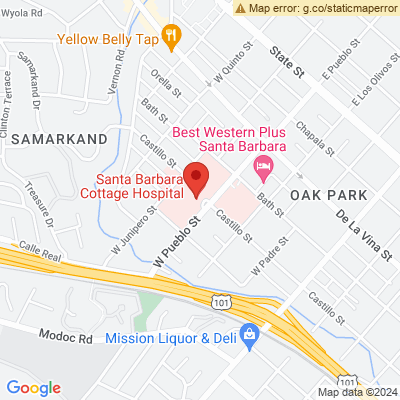 Map error: g.co/staticmaperror
Wyola Rd
Yellow Belly Tap
State St
W Quinto St
E Pueblo St
E Los Olivos St
Samarkand Dr
Clinton Terrace
Vernon Rd
Orella St
Bath St
Castillo St
Chapala St
SAMARKAND
Best Western Plus
Santa Barbara
Santa Barbara
Cottage Hospital
Treasure Dr
OAK PARK
Bath St
De La Vina St
W Junipero St
Castillo St
W Pueblo St
W Padre St
Calle Real
101
Castillo St
101
Modoc Rd
Mission Liquor & Deli
101
Google
Map data ©2024